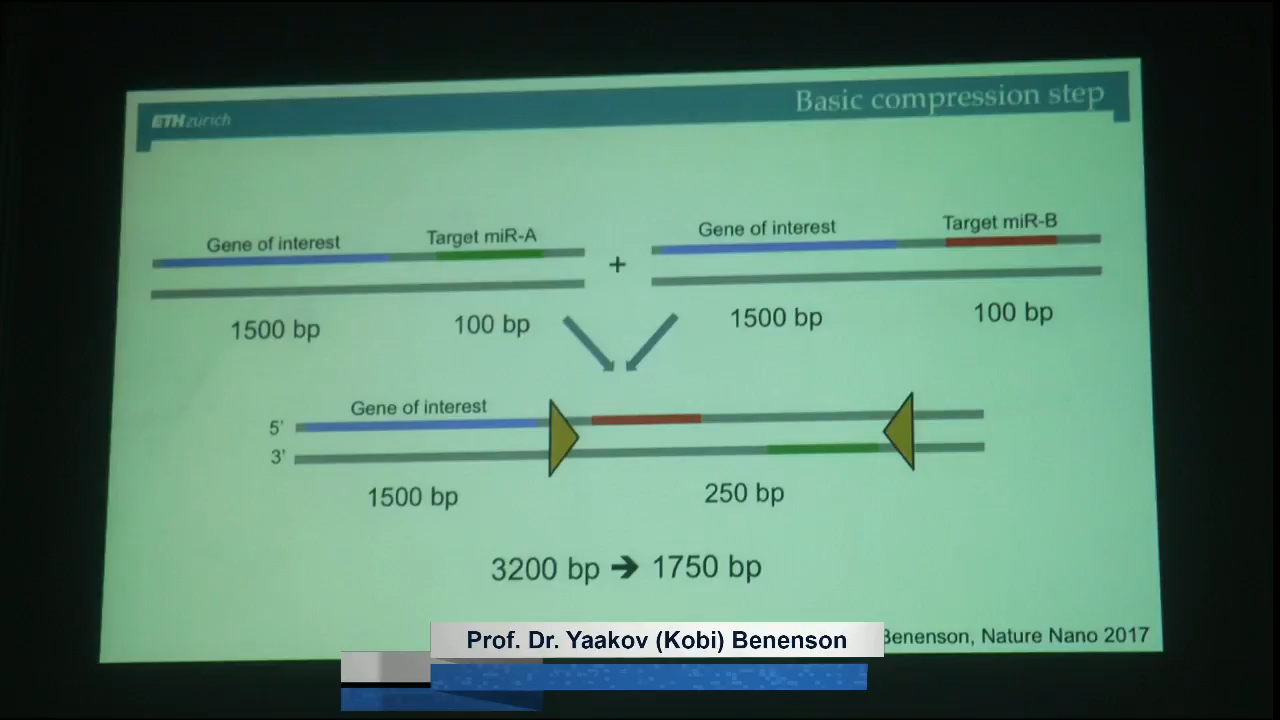 ETH zürich
Basic compression step
Gene of interest
Target miR-A
Gene of interest
Target miR-B
+
1500 bp
100 bp
1500 bp
100 bp
Gene of interest
5’
3’
1500 bp
250 bp
3200 bp ➔ 1750 bp
Benenson, Nature Nano 2017
Prof. Dr. Yaakov (Kobi) Benenson